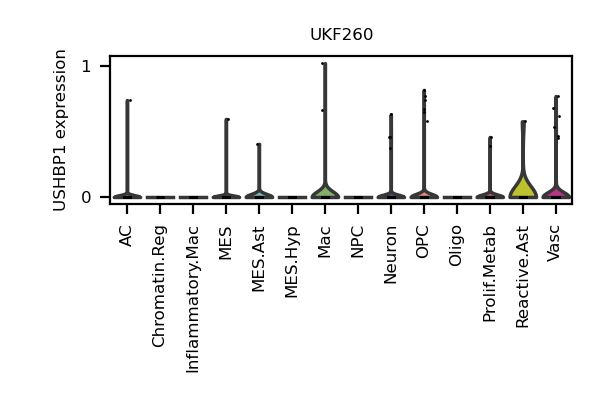 UKF260
USHBP1 expression
1
0
AC
Chromatin.Reg
Inflammatory.Mac
MES
MES.Ast
MES.Hyp
Mac
NPC
Neuron
OPC
Oligo
Prolif.Metab
Reactive.Ast
Vasc